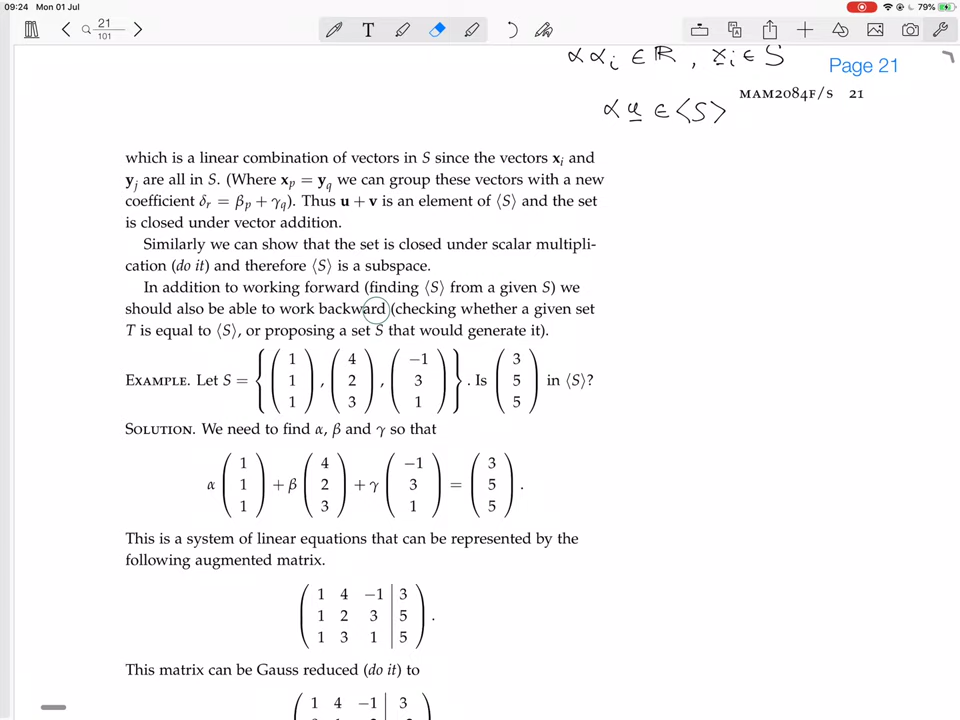 09:24 Mon 01 Jul
79%
21
101
T
α α i ∈ ℝ , x i ∈ S
Page 21
MAM2084F/S 21
α u ∈ ⟨S⟩
which is a linear combination of vectors in S since the vectors xᵢ and
yⱼ are all in S. (Where xₚ = y_q we can group these vectors with a new
coefficient δᵣ = βₚ + γ_q). Thus u + v is an element of ⟨S⟩ and the set
is closed under vector addition.
Similarly we can show that the set is closed under scalar multipli-
cation (do it) and therefore ⟨S⟩ is a subspace.
In addition to working forward (finding ⟨S⟩ from a given S) we
should also be able to work backward (checking whether a given set
T is equal to ⟨S⟩, or proposing a set S that would generate it).
1 4 −1 3
EXAMPLE. Let S = { ( 1 ) , ( 2 ) , ( 3 ) } . Is ( 5 ) in ⟨S⟩?
1 3 1 5
SOLUTION. We need to find α, β and γ so that
1 4 −1 3
α ( 1 ) + β ( 2 ) + γ ( 3 ) = ( 5 ) .
1 3 1 5
This is a system of linear equations that can be represented by the
following augmented matrix.
1 4 −1 | 3
1 2 3 | 5 .
1 3 1 | 5
This matrix can be Gauss reduced (do it) to
1 4 −1 | 3